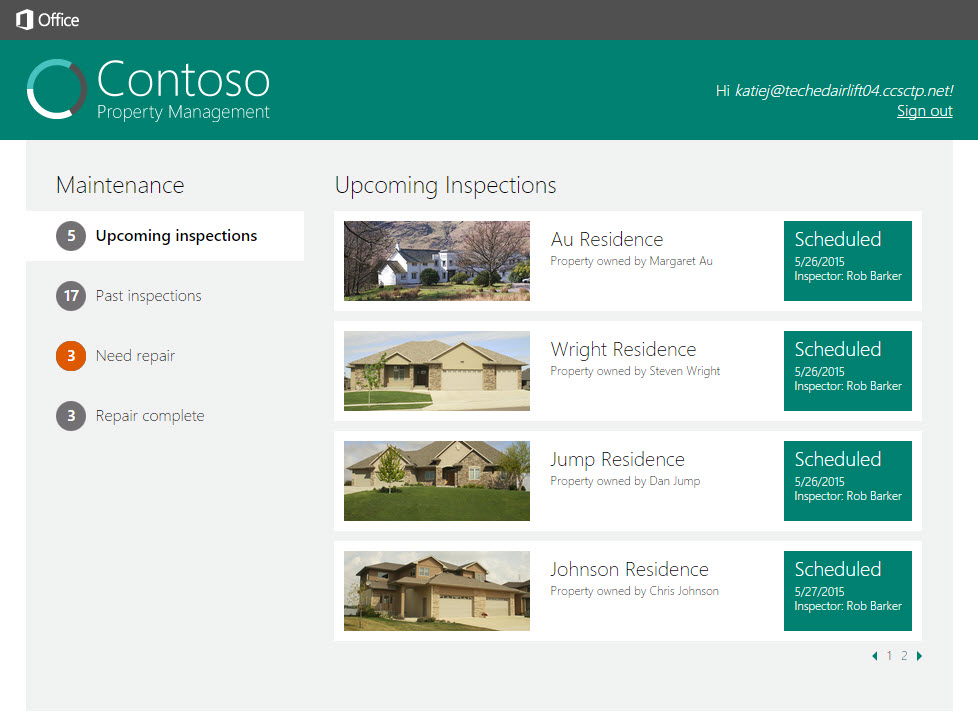 Office
Contoso
Property Management
Hi katiej@techedairlift04.ccsctp.net!
Sign out
Maintenance
5 Upcoming inspections
17 Past inspections
3 Need repair
3 Repair complete
Upcoming Inspections
Au Residence
Property owned by Margaret Au
Scheduled
5/26/2015
Inspector: Rob Barker
Wright Residence
Property owned by Steven Wright
Scheduled
5/26/2015
Inspector: Rob Barker
Jump Residence
Property owned by Dan Jump
Scheduled
5/26/2015
Inspector: Rob Barker
Johnson Residence
Property owned by Chris Johnson
Scheduled
5/27/2015
Inspector: Rob Barker
1 2